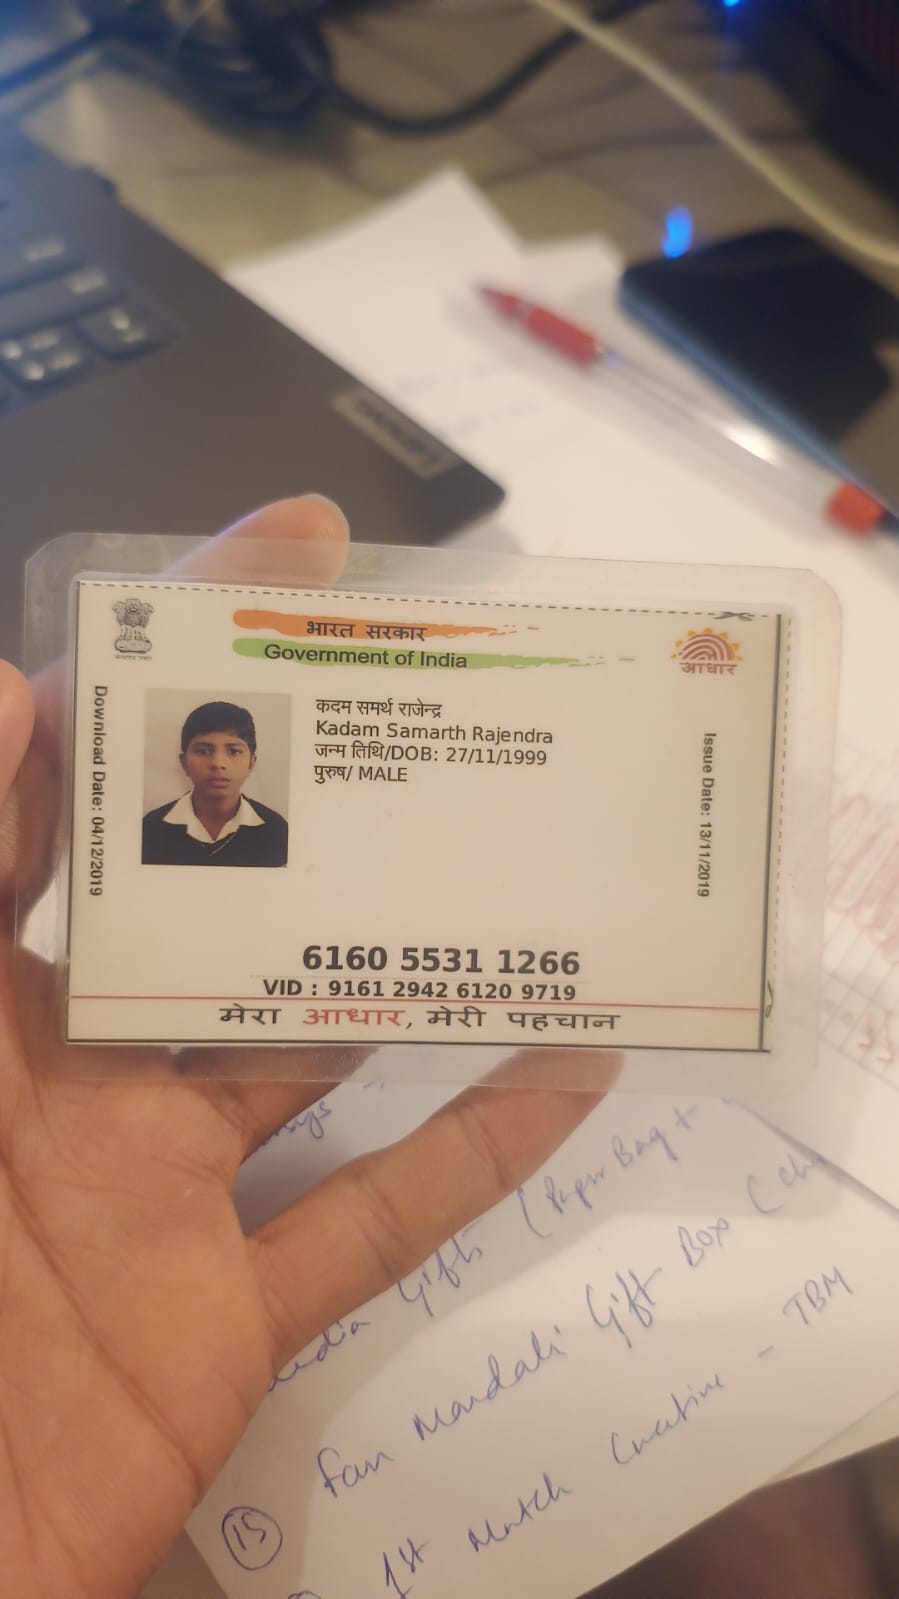 भारत सरकार
Government of India
आधार
कदम समर्थ राजेन्द्र
Kadam Samarth Rajendra
जन्म तिथि/DOB: 27/11/1999
पुरुष/ MALE
Download Date: 04/12/2019
Issue Date: 13/11/2019
6160 5531 1266
VID : 9161 2942 6120 9719
मेरा आधार, मेरी पहचान
Lenovo
Gifts (Paper Bag +
15 Fan Mandali Gift Box (
1st Match Creative - TBM